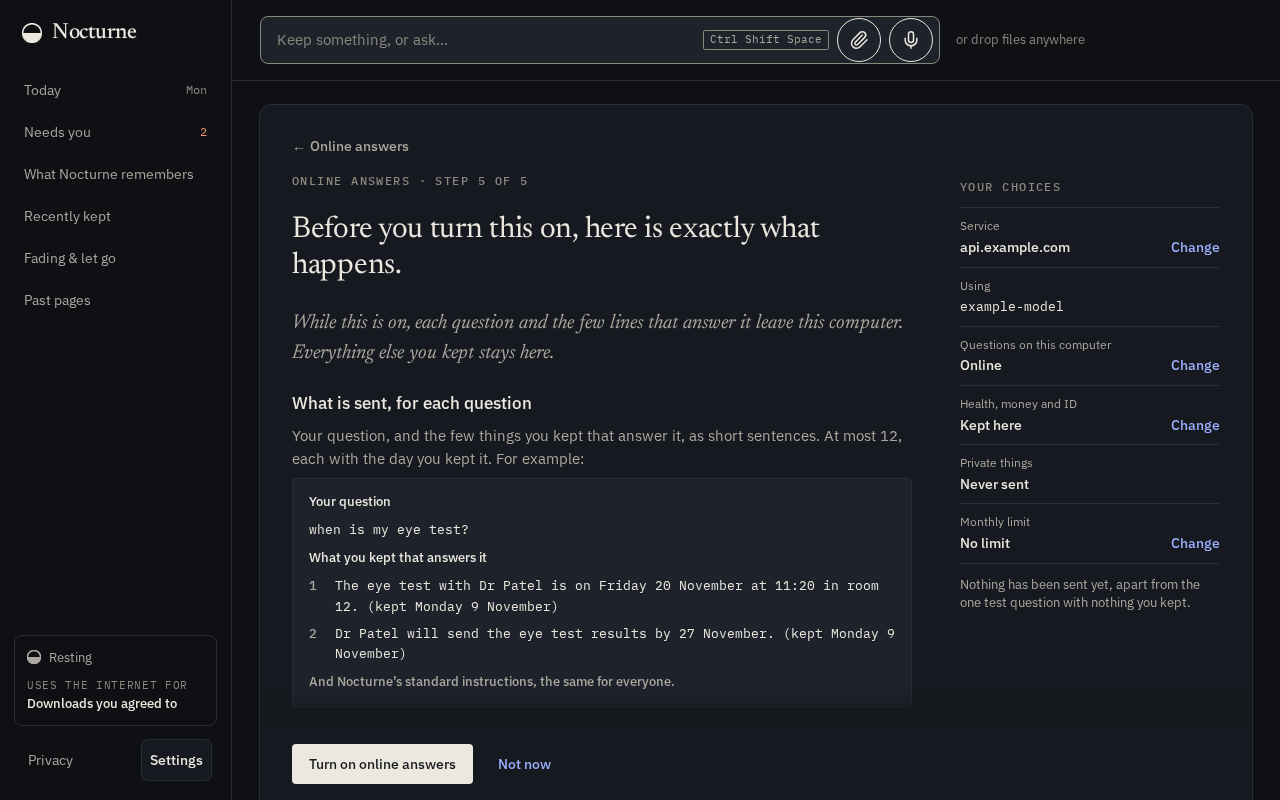 Nocturne
Today
Mon
Needs you
2
What Nocturne remembers
Recently kept
Fading & let go
Past pages
Resting
USES THE INTERNET FOR
Downloads you agreed to
Privacy
Settings
Keep something, or ask...
Ctrl Shift Space
or drop files anywhere
← Online answers
ONLINE ANSWERS · STEP 5 OF 5
Before you turn this on, here is exactly what
happens.
While this is on, each question and the few lines that answer it leave this computer.
Everything else you kept stays here.
What is sent, for each question
Your question, and the few things you kept that answer it, as short sentences. At most 12,
each with the day you kept it. For example:
Your question
when is my eye test?
What you kept that answers it
1 The eye test with Dr Patel is on Friday 20 November at 11:20 in room
12. (kept Monday 9 November)
2 Dr Patel will send the eye test results by 27 November. (kept Monday 9
November)
And Nocturne's standard instructions, the same for everyone.
Turn on online answers
Not now
YOUR CHOICES
Service
api.example.com
Change
Using
example-model
Questions on this computer
Online
Change
Health, money and ID
Kept here
Change
Private things
Never sent
Monthly limit
No limit
Change
Nothing has been sent yet, apart from the
one test question with nothing you kept.